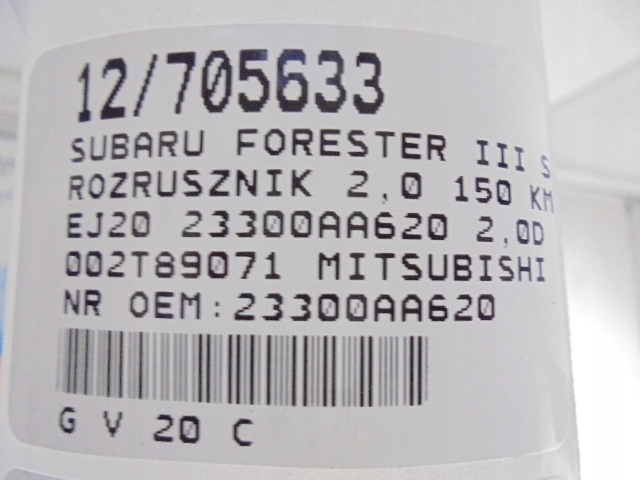 12/705633
SUBARU FORESTER III S
ROZRUSZNIK 2,0 150 KM
EJ20 23300AA620 2,0D
002T89071 MITSUBISHI
NR OEM:23300AA620
G V 20 C